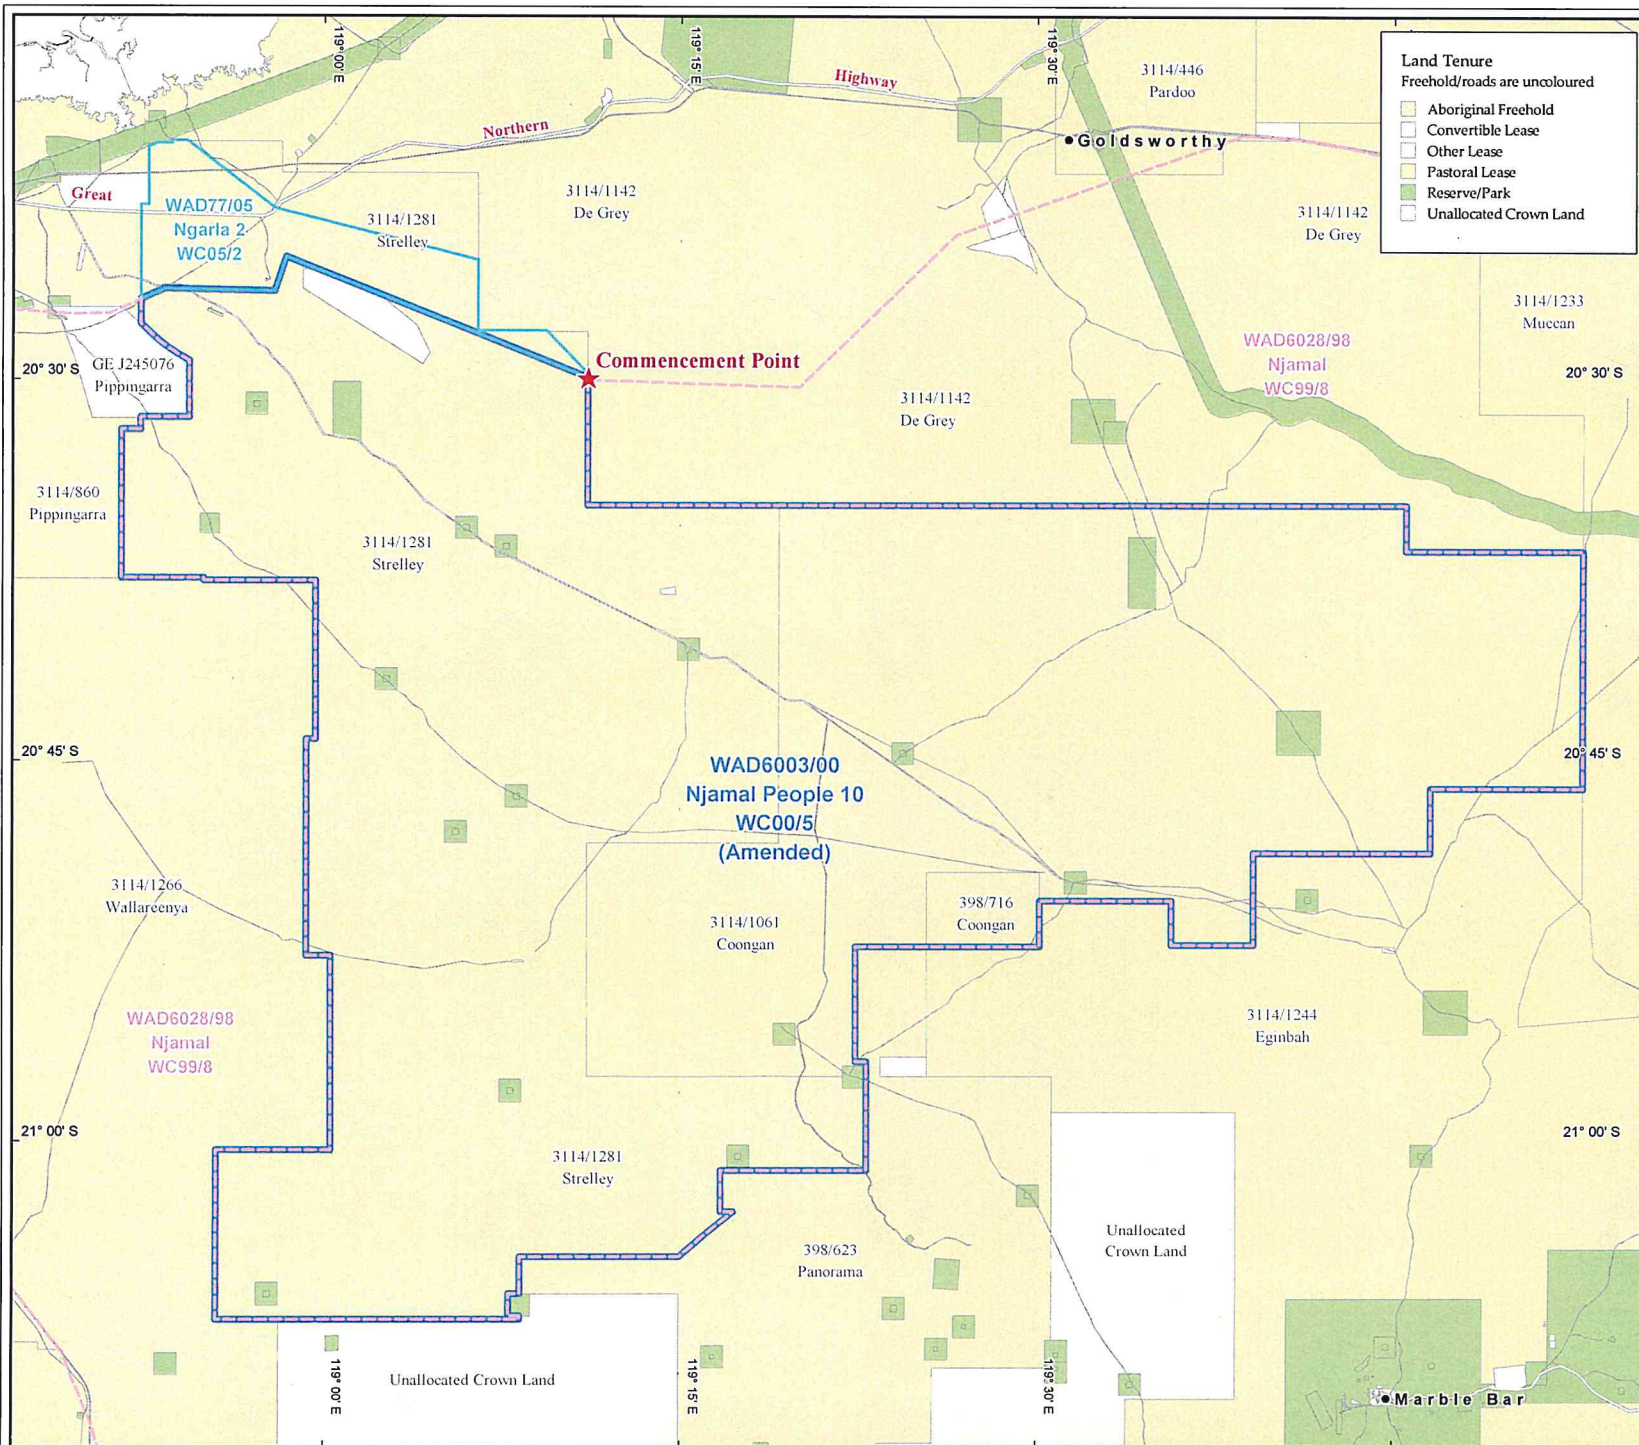 119° 00' E
119° 15' E
119° 30' E
Land Tenure
Freehold/roads are uncoloured
Aboriginal Freehold
Convertible Lease
Other Lease
Pastoral Lease
Reserve/Park
Unallocated Crown Land
3114/446
Pardoo
Highway
Northern
Goldsworthy
Great
WAD77/05
Ngarla 2
WC05/2
3114/1281
Strelley
3114/1142
De Grey
3114/1142
De Grey
3114/1233
Muccan
GE J245076
Pippingarra
20° 30' S
Commencement Point
WAD6028/98
Njamal
WC99/8
20° 30' S
3114/1142
De Grey
3114/860
Pippingarra
3114/1281
Strelley
20° 45' S
20° 45' S
WAD6003/00
Njamal People 10
WC00/5
(Amended)
3114/1266
Wallareenya
3114/1061
Coongan
398/716
Coongan
WAD6028/98
Njamal
WC99/8
3114/1244
Eginbah
21° 00' S
21° 00' S
3114/1281
Strelley
398/623
Panorama
Unallocated
Crown Land
Unallocated Crown Land
119° 00' E
119° 15' E
119° 30' E
Marble Bar